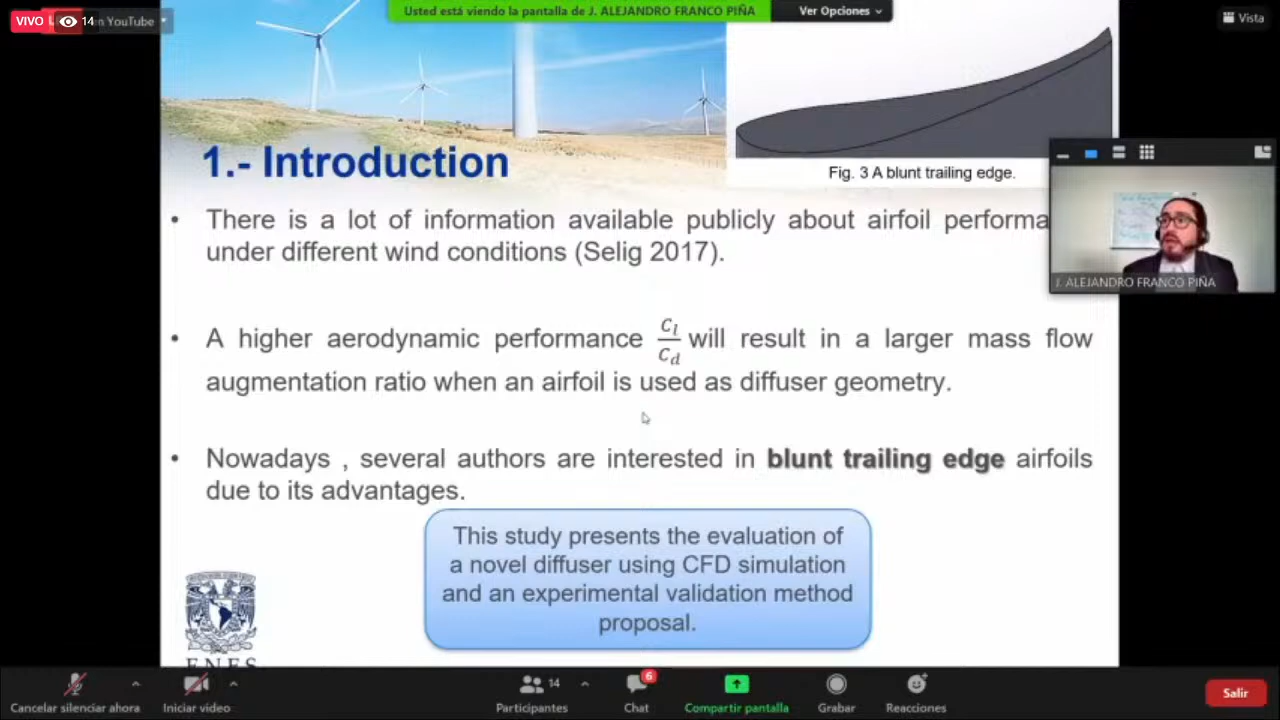 VIVO
14
n YouTube
Usted está viendo la pantalla de J. ALEJANDRO FRANCO PIÑA
Ver Opciones
Vista
Fig. 3 A blunt trailing edge.
1.- Introduction
• There is a lot of information available publicly about airfoil performa
under different wind conditions (Selig 2017).
J. ALEJANDRO FRANCO PIÑA
• A higher aerodynamic performance C_l/C_d will result in a larger mass flow
augmentation ratio when an airfoil is used as diffuser geometry.
• Nowadays , several authors are interested in blunt trailing edge airfoils
due to its advantages.
This study presents the evaluation of
a novel diffuser using CFD simulation
and an experimental validation method
proposal.
ENES
Cancelar silenciar ahora
Iniciar video
Participantes
14
Chat
6
Compartir pantalla
Grabar
Reacciones
Salir